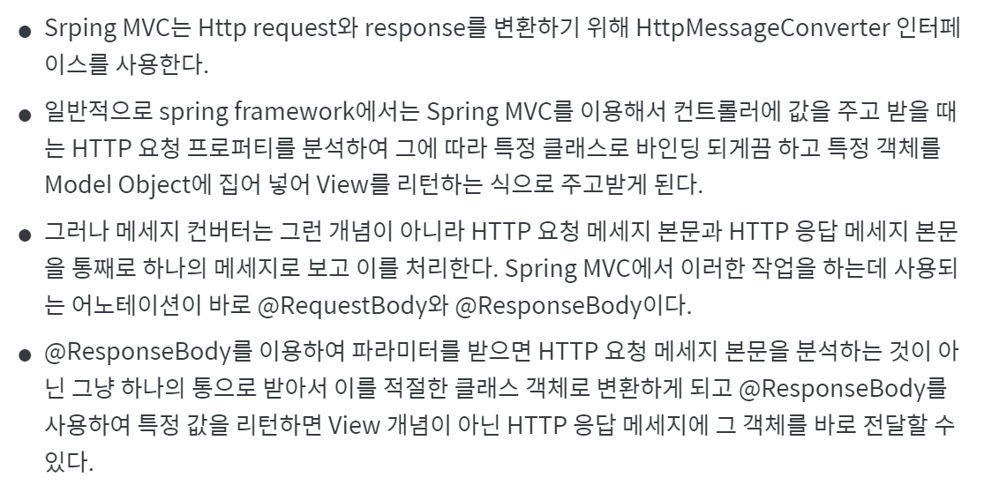 ● Srping MVC는 Http request와 response를 변환하기 위해 HttpMessageConverter 인터페
이스를 사용한다.
● 일반적으로 spring framework에서는 Spring MVC를 이용해서 컨트롤러에 값을 주고 받을 때
는 HTTP 요청 프로퍼티를 분석하여 그에 따라 특정 클래스로 바인딩 되게끔 하고 특정 객체를
Model Object에 집어 넣어 View를 리턴하는 식으로 주고받게 된다.
● 그러나 메세지 컨버터는 그런 개념이 아니라 HTTP 요청 메세지 본문과 HTTP 응답 메세지 본문
을 통째로 하나의 메세지로 보고 이를 처리한다. Spring MVC에서 이러한 작업을 하는데 사용되
는 어노테이션이 바로 @RequestBody와 @ResponseBody이다.
● @ResponseBody를 이용하여 파라미터를 받으면 HTTP 요청 메세지 본문을 분석하는 것이 아
닌 그냥 하나의 통으로 받아서 이를 적절한 클래스 객체로 변환하게 되고 @ResponseBody를
사용하여 특정 값을 리턴하면 View 개념이 아닌 HTTP 응답 메세지에 그 객체를 바로 전달할 수
있다.